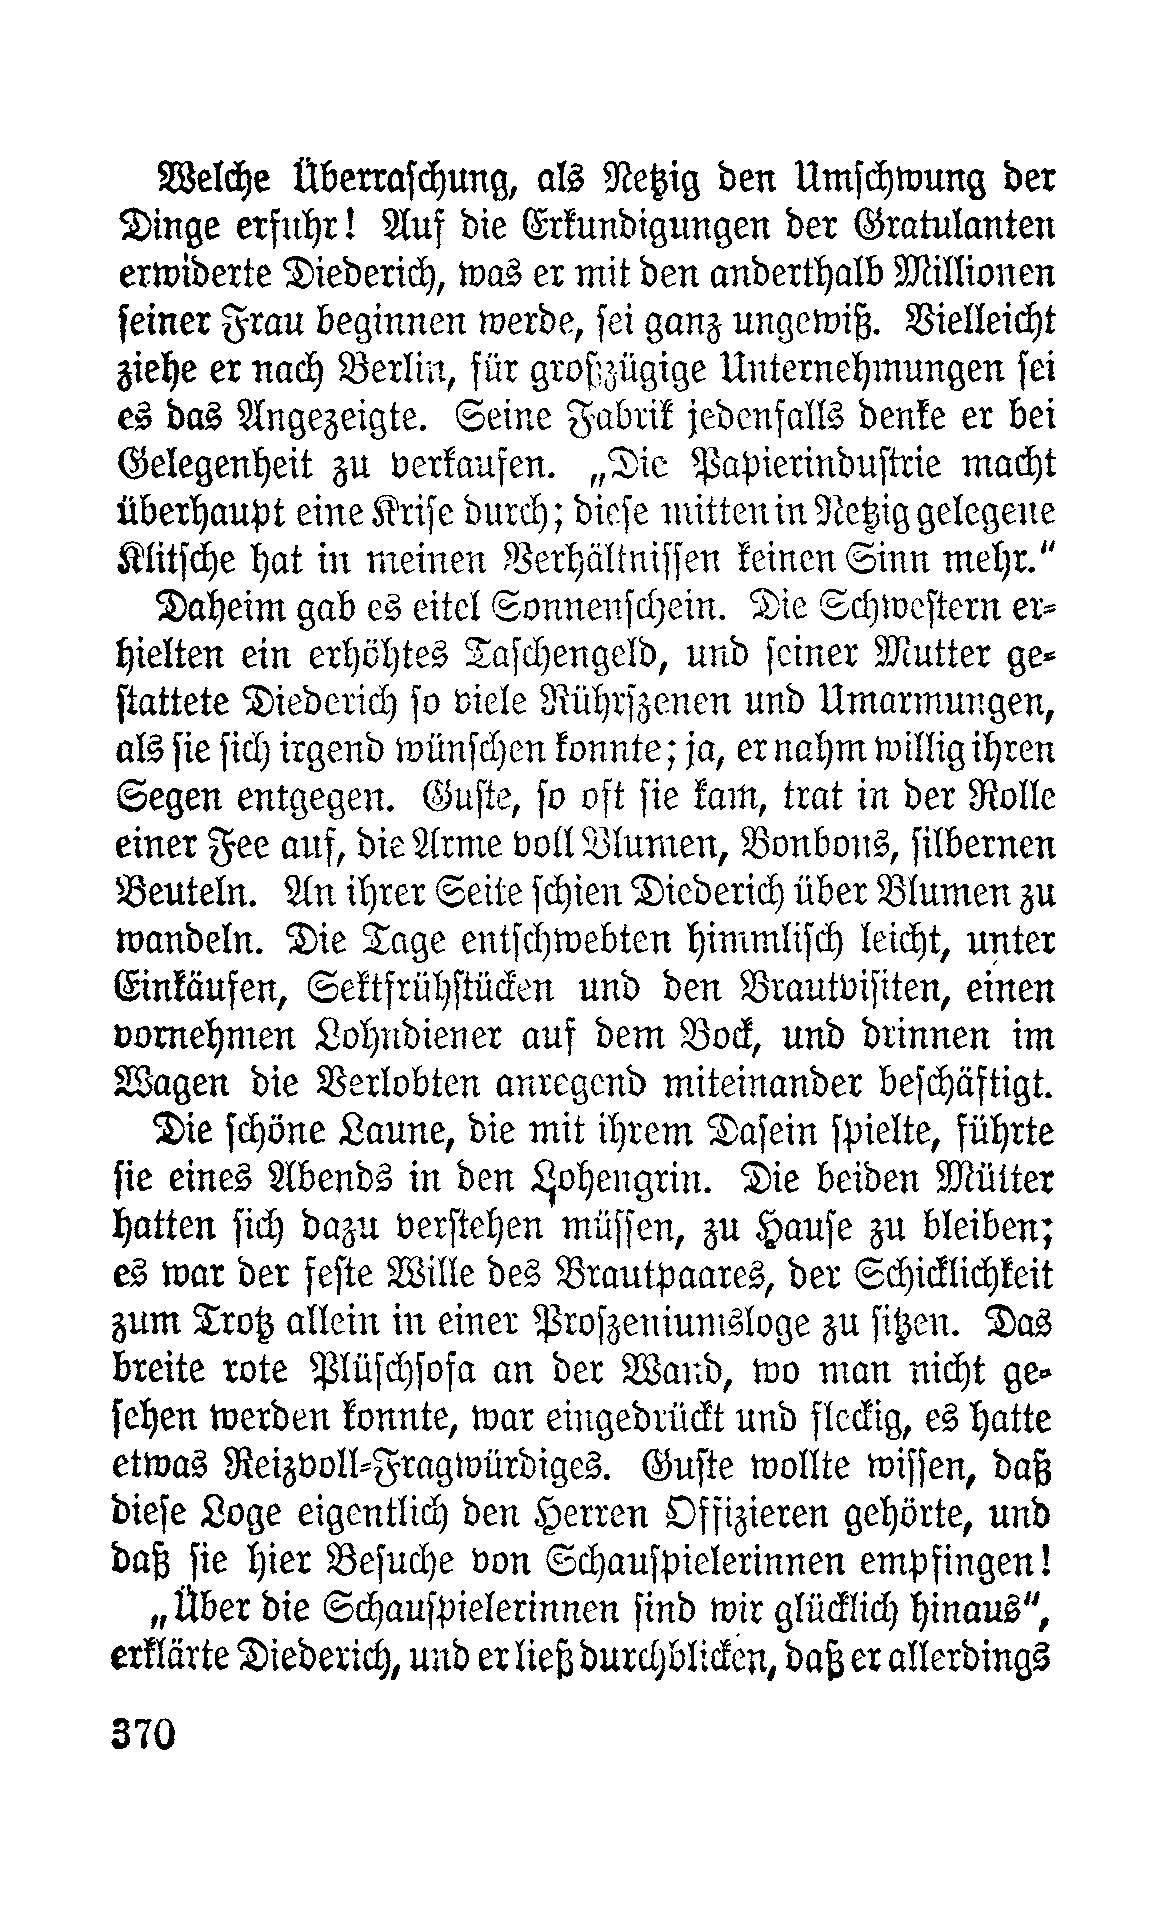 Welche Überraschung, als Netzig den Umschwung der
Dinge erfuhr! Auf die Erkundigungen der Gratulanten
erwiderte Diederich, was er mit den anderthalb Millionen
seiner Frau beginnen werde, sei ganz ungewiß. Vielleicht
ziehe er nach Berlin, für großzügige Unternehmungen sei
es das Angezeigte. Seine Fabrik jedenfalls denke er bei
Gelegenheit zu verkaufen. „Die Papierindustrie macht
überhaupt eine Krise durch; diese mitten in Netzig gelegene
Klitsche hat in meinen Verhältnissen keinen Sinn mehr.“
Daheim gab es eitel Sonnenschein. Die Schwestern er-
hielten ein erhöhtes Taschengeld, und seiner Mutter ge-
stattete Diederich so viele Rührszenen und Umarmungen,
als sie sich irgend wünschen konnte; ja, er nahm willig ihren
Segen entgegen. Guste, so oft sie kam, trat in der Rolle
einer Fee auf, die Arme voll Blumen, Bonbons, silbernen
Beuteln. An ihrer Seite schien Diederich über Blumen zu
wandeln. Die Tage entschwebten himmlisch leicht, unter
Einkäufen, Sektfrühstücken und den Brautvisiten, einen
vornehmen Lohndiener auf dem Bock, und drinnen im
Wagen die Verlobten anregend miteinander beschäftigt.
Die schöne Laune, die mit ihrem Dasein spielte, führte
sie eines Abends in den Lohengrin. Die beiden Mütter
hatten sich dazu verstehen müssen, zu Hause zu bleiben;
es war der feste Wille des Brautpaares, der Schicklichkeit
zum Trotz allein in einer Proszeniumsloge zu sitzen. Das
breite rote Plüschsofa an der Wand, wo man nicht ge-
sehen werden konnte, war eingedrückt und fleckig, es hatte
etwas Reizvoll-Fragwürdiges. Guste wollte wissen, daß
diese Loge eigentlich den Herren Offizieren gehörte, und
daß sie hier Besuche von Schauspielerinnen empfingen!
„Über die Schauspielerinnen sind wir glücklich hinaus“,
erklärte Diederich, und er ließ durchblicken, daß er allerdings
370